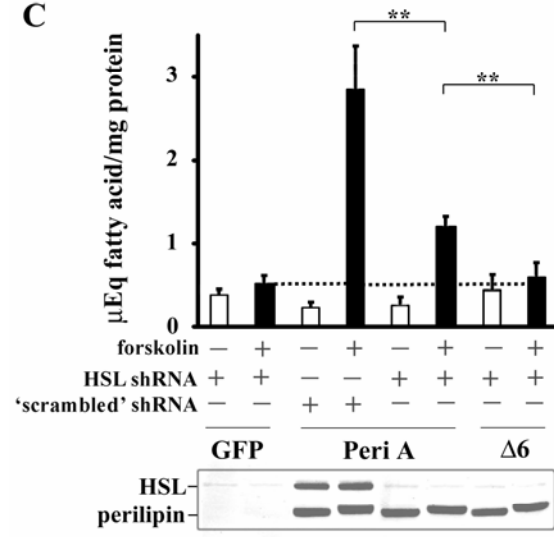 C
** **
µEq fatty acid/mg protein
3
2
1
0
forskolin − + − + − + − +
HSL shRNA + + − − + + + +
‘scrambled’ shRNA − − + + − − − −
GFP Peri A Δ6
HSL
perilipin